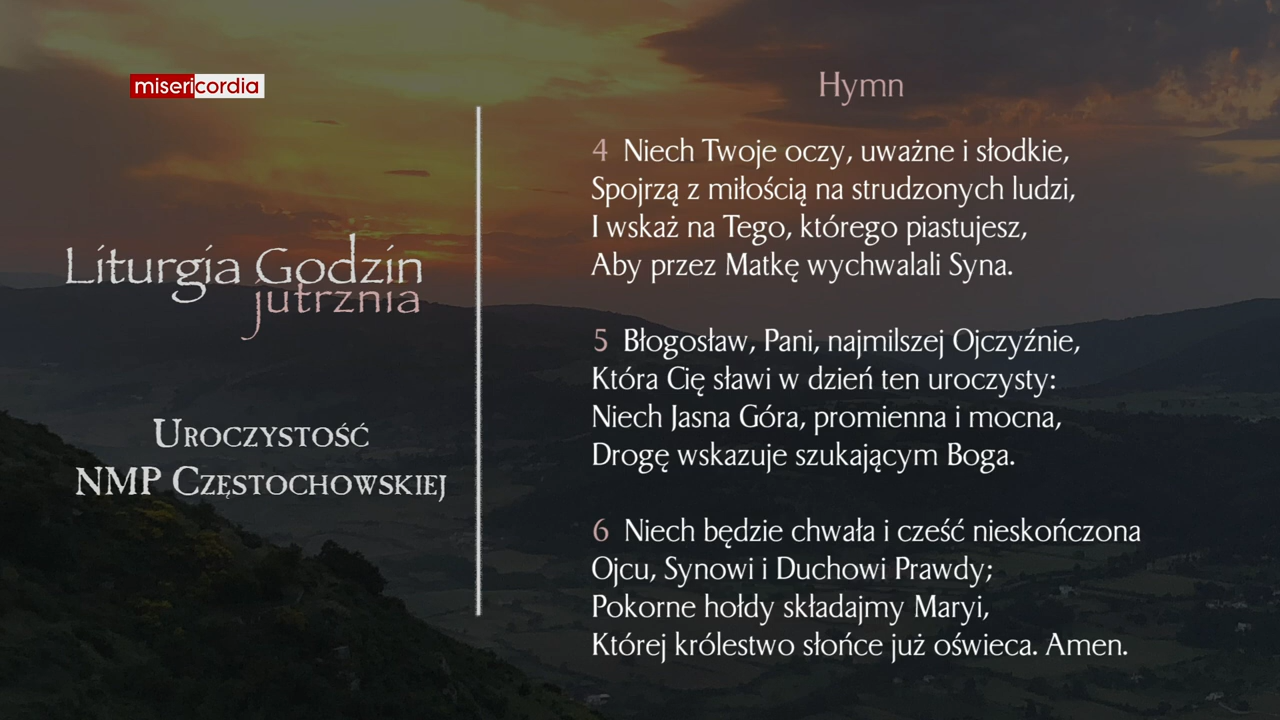 misericordia
Liturgia Godzin
jutrznia
Uroczystość
NMP Częstochowskiej
Hymn
4 Niech Twoje oczy, uważne i słodkie,
Spojrzą z miłością na strudzonych ludzi,
I wskaż na Tego, którego piastujesz,
Aby przez Matkę wychwalali Syna.
5 Błogosław, Pani, najmilszej Ojczyźnie,
Która Cię sławi w dzień ten uroczysty:
Niech Jasna Góra, promienna i mocna,
Drogę wskazuje szukającym Boga.
6 Niech będzie chwała i cześć nieskończona
Ojcu, Synowi i Duchowi Prawdy;
Pokorne hołdy składajmy Maryi,
Której królestwo słońce już oświeca. Amen.